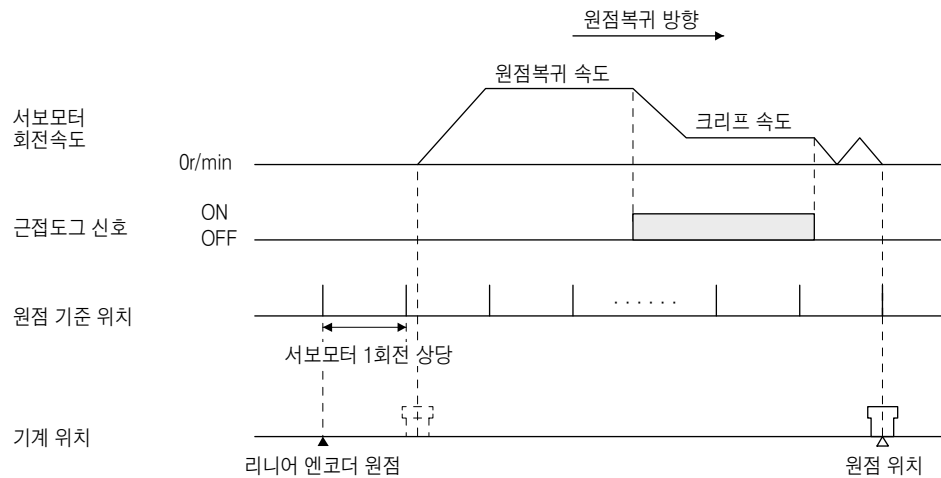 원점복귀 방향
원점복귀 속도
서보모터
회전속도
크리프 속도
0r/min
ON
근접도그 신호
OFF
원점 기준 위치
......
서보모터 1회전 상당
기계 위치
리니어 엔코더 원점
원점 위치